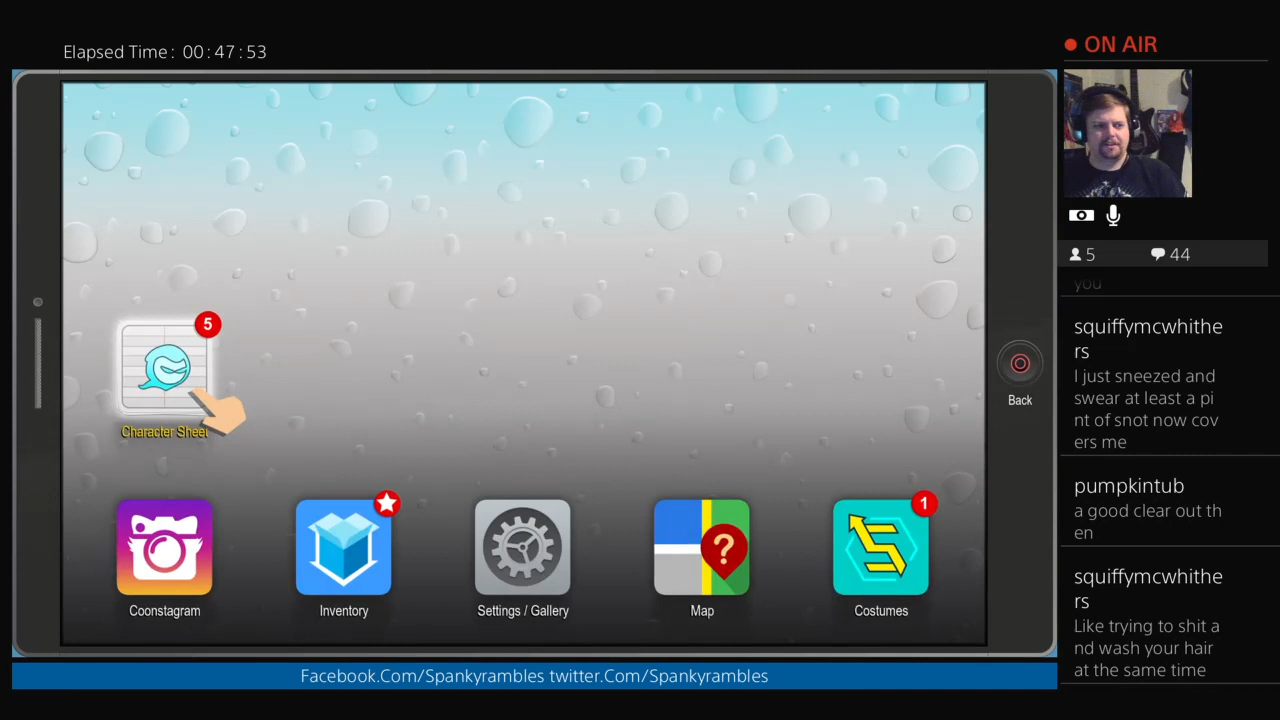 Elapsed Time: 00:47:53
ON AIR
5 44
you
squiffymcwhithe
rs
I just sneezed and
swear at least a pi
nt of snot now cov
ers me
pumpkintub
a good clear out th
en
squiffymcwhithe
rs
Like trying to shit a
nd wash your hair
at the same time
5
Character Sheet
Back
1
?
Coonstagram
Inventory
Settings / Gallery
Map
Costumes
Facebook.Com/Spankyrambles twitter.Com/Spankyrambles